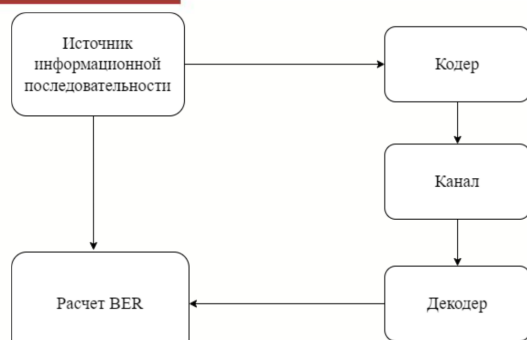 Источник
информационной
последовательности
Кодер
Канал
Расчет BER
Декодер